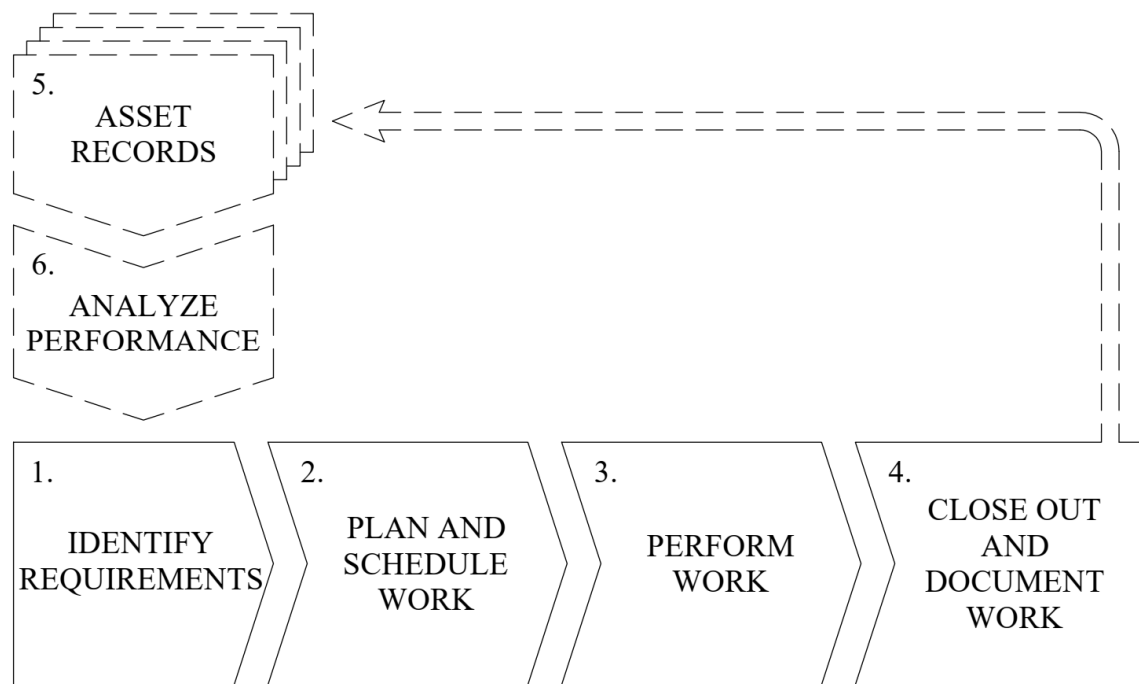 5.
ASSET
RECORDS
6.
ANALYZE
PERFORMANCE
1.
IDENTIFY
REQUIREMENTS
2.
PLAN AND
SCHEDULE
WORK
3.
PERFORM
WORK
4.
CLOSE OUT
AND
DOCUMENT
WORK